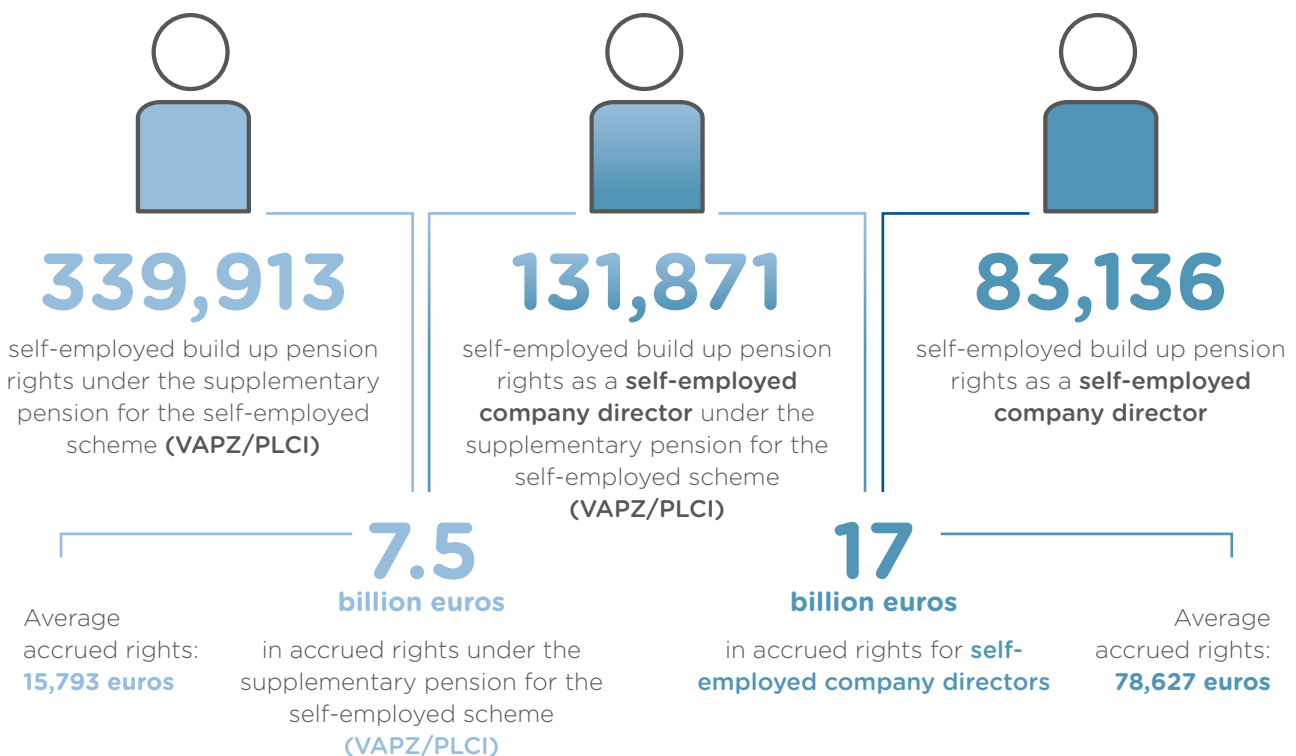 339,913
self-employed build up pension
rights under the supplementary
pension for the self-employed
scheme (VAPZ/PLCI)
131,871
self-employed build up pension
rights as a self-employed
company director under the
supplementary pension for the
self-employed scheme
(VAPZ/PLCI)
83,136
self-employed build up pension
rights as a self-employed
company director
Average
accrued rights:
15,793 euros
7.5
billion euros
in accrued rights under the
supplementary pension for the
self-employed scheme
(VAPZ/PLCI)
17
billion euros
in accrued rights for self-
employed company directors
Average
accrued rights:
78,627 euros